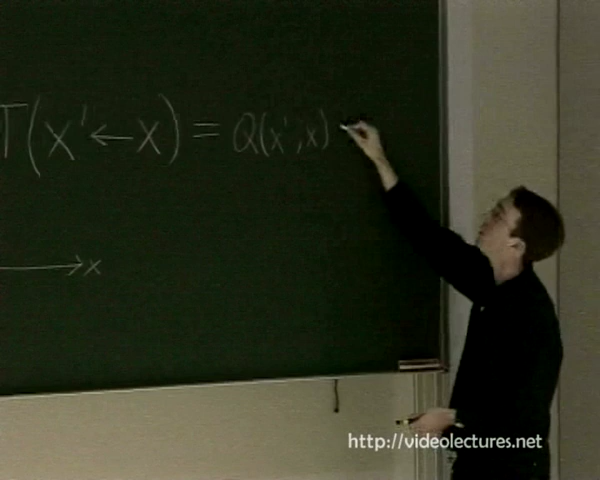 T(x'←x) = Q(x';x)
→x
http://videolectures.net